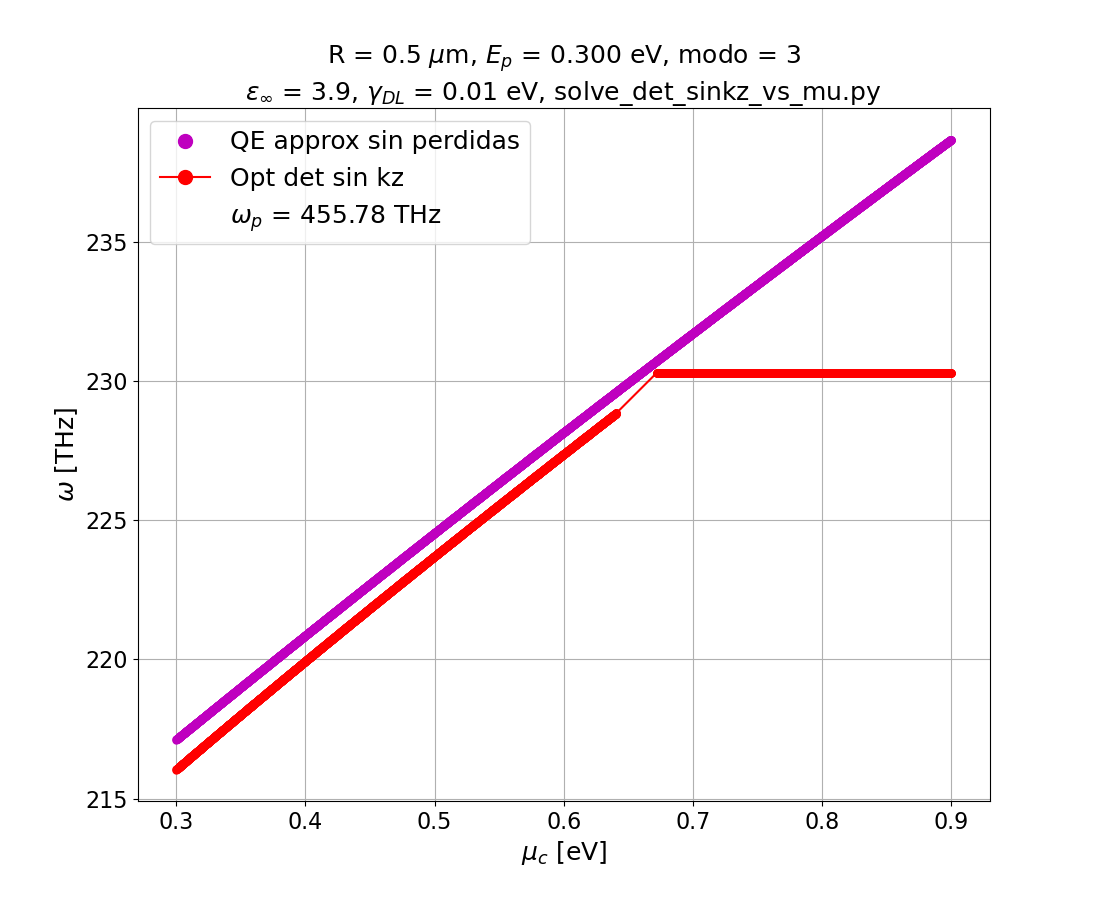 R = 0.5 μm, E_p = 0.300 eV, modo = 3
ε_∞ = 3.9, γ_DL = 0.01 eV, solve_det_sinkz_vs_mu.py
QE approx sin perdidas
Opt det sin kz
ω_p = 455.78 THz
235
230
225
220
215
ω [THz]
0.3 0.4 0.5 0.6 0.7 0.8 0.9
μ_c [eV]